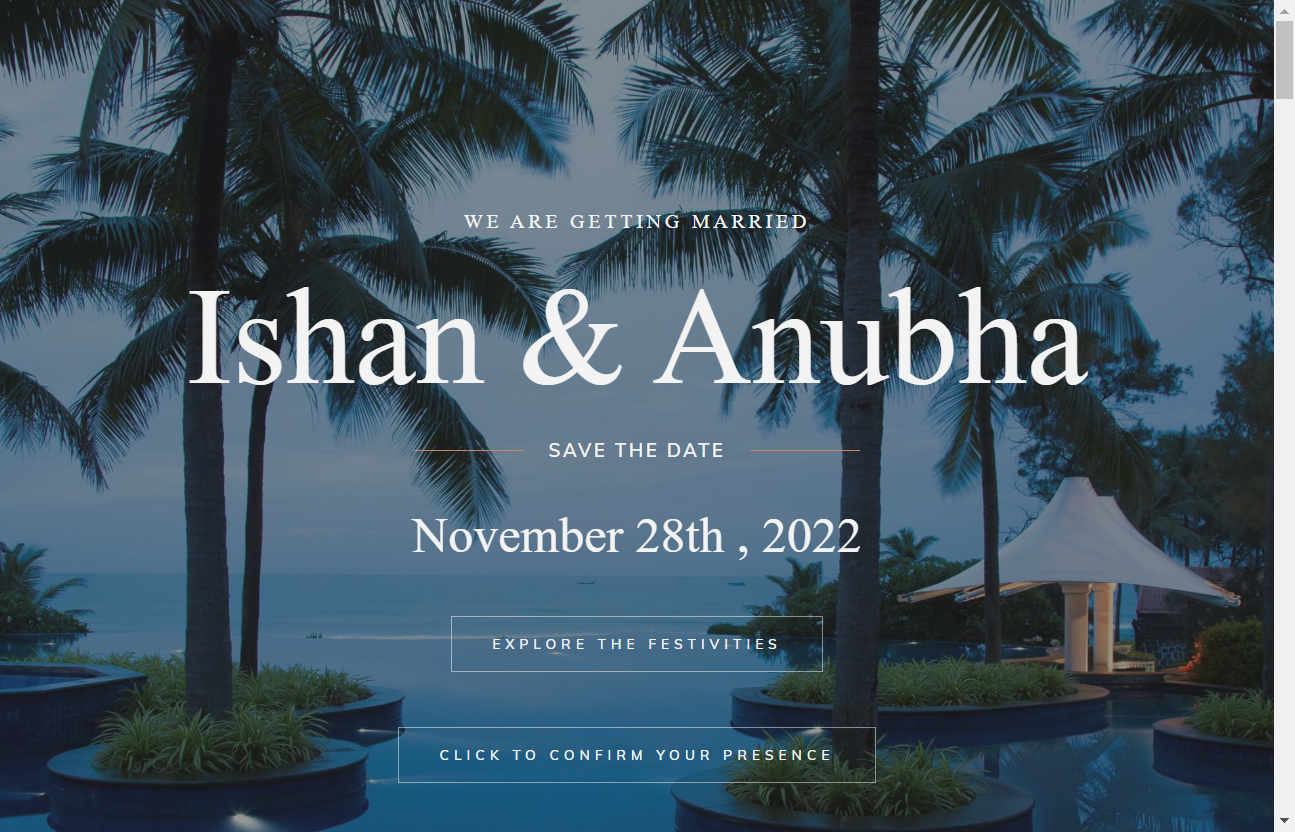 WE ARE GETTING MARRIED
Ishan & Anubha
SAVE THE DATE
November 28th , 2022
EXPLORE THE FESTIVITIES
CLICK TO CONFIRM YOUR PRESENCE